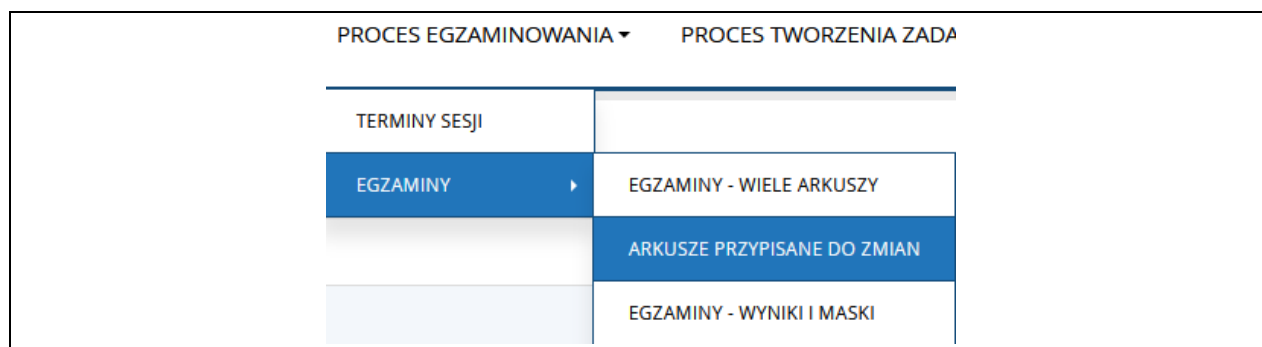 PROCES EGZAMINOWANIA PROCES TWORZENIA ZADA
TERMINY SESJI
EGZAMINY
EGZAMINY - WIELE ARKUSZY
ARKUSZE PRZYPISANE DO ZMIAN
EGZAMINY - WYNIKI I MASKI